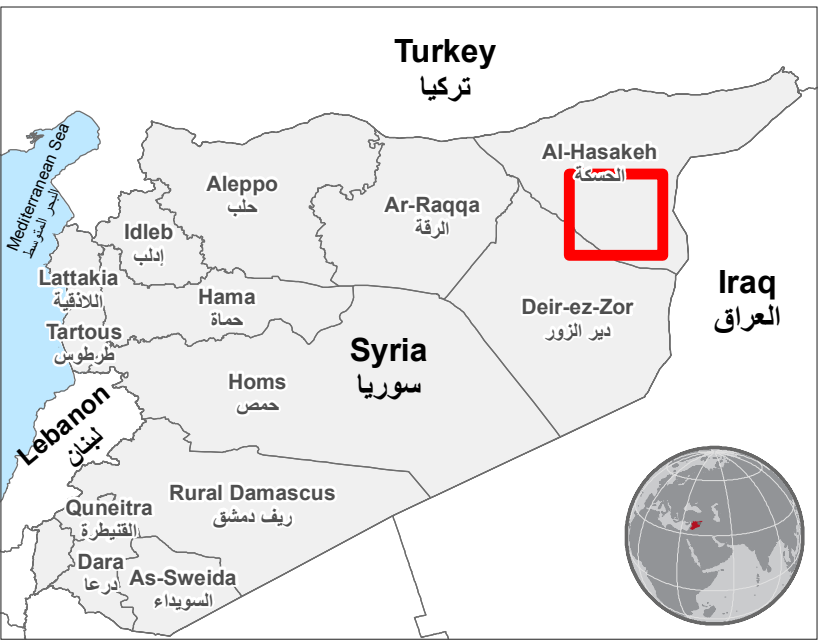 Turkey
تركيا
Mediterranean Sea
البحر المتوسط
Al-Hasakeh
الحسكة
Aleppo
حلب
Ar-Raqqa
الرقة
Idleb
إدلب
Lattakia
اللاذقية
Hama
حماة
Iraq
العراق
Deir-ez-Zor
دير الزور
Tartous
طرطوس
Syria
سوريا
Homs
حمص
Lebanon
لبنان
Rural Damascus
ريف دمشق
Quneitra
القنيطرة
Dara
درعا
As-Sweida
السويداء